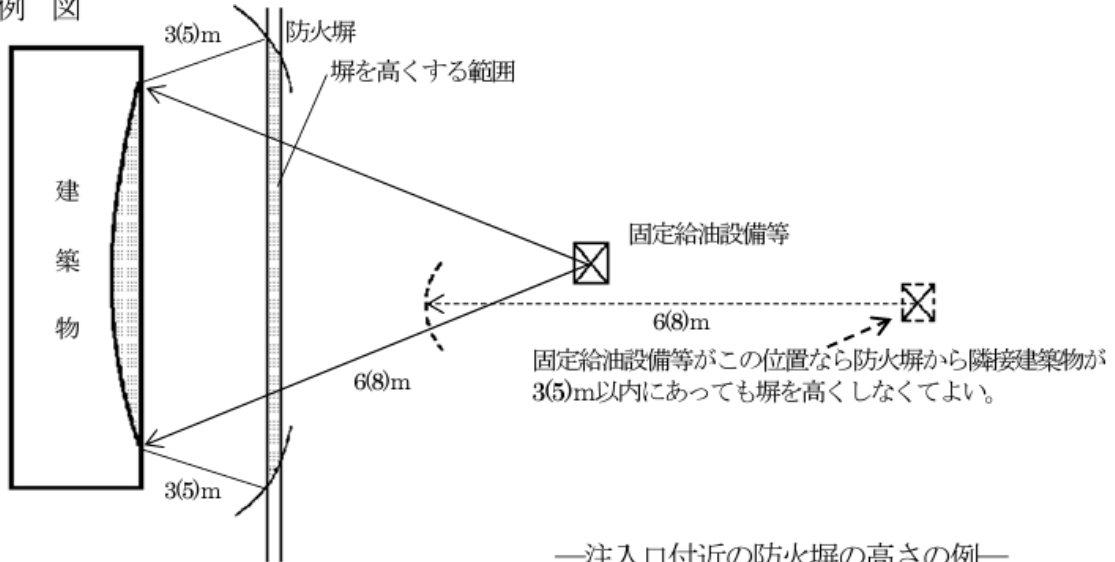 例 図
3(5)m
防火塀
塀を高くする範囲
建築物
固定給油設備等
6(8)m
固定給油設備等がこの位置なら防火塀から隣接建築物が
3(5)m以内にあっても塀を高くしなくてよい。
6(8)m
3(5)m
―注入口付近の防火塀の高さの例―